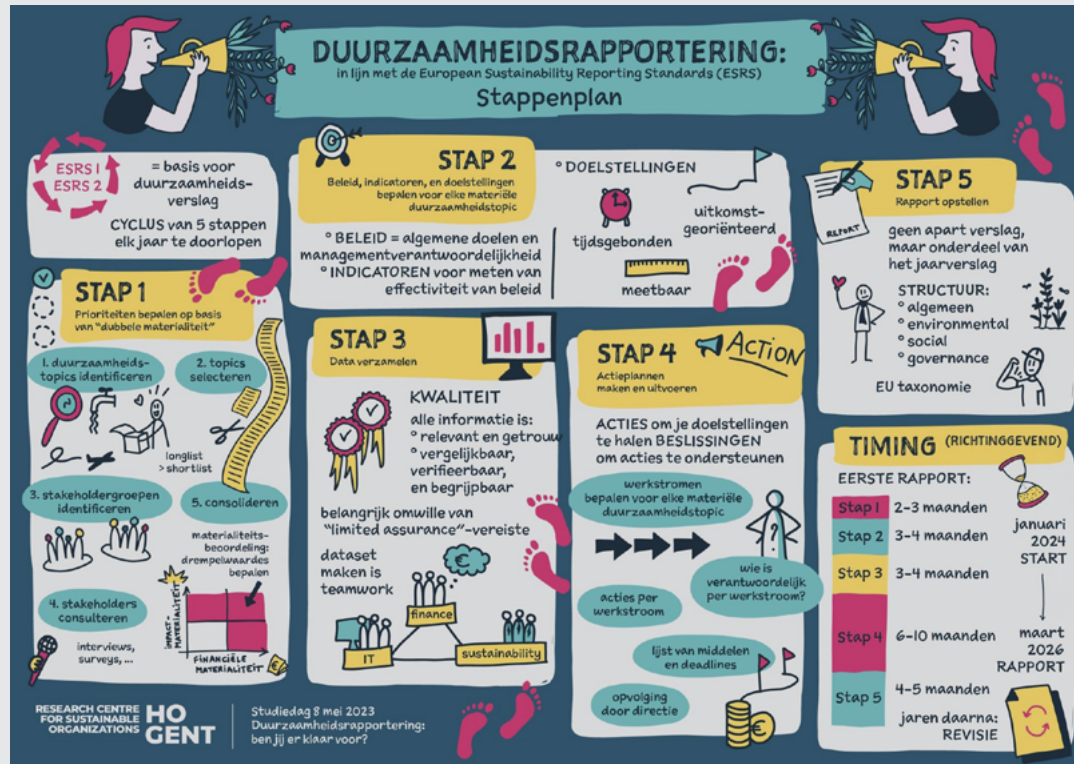 DUURZAAMHEIDSRAPPORTERING:
in lijn met de European Sustainability Reporting Standards (ESRS)
Stappenplan
ESRS 1
ESRS 2
= basis voor
duurzaamheids-
verslag
CYCLUS van 5 stappen
elk jaar te doorlopen
STAP 1
Prioriteiten bepalen op basis
van "dubbele materialiteit"
1. duurzaamheids-
topics identificeren
2. topics
selecteren
longlist
> shortlist
3. stakeholdergroepen
identificeren
5. consolideren
materialiteits-
beoordeling:
drempelwaardes
bepalen
4. stakeholders
consulteren
interviews,
surveys, ...
IMPACT-
MATERIALITEIT
FINANCIËLE
MATERIALITEIT
€
STAP 2
Beleid, indicatoren, en doelstellingen
bepalen voor elke materiële
duurzaamheidstopic
° BELEID = algemene doelen en
managementverantwoordelijkheid
° INDICATOREN voor meten van
effectiviteit van beleid
° DOELSTELLINGEN
tijdsgebonden
uitkomst-
georiënteerd
meetbaar
STAP 3
Data verzamelen
KWALITEIT
alle informatie is:
° relevant en getrouw
° vergelijkbaar,
verifieerbaar,
en begrijpbaar
belangrijk omwille van
"limited assurance"-vereiste
dataset
maken is
teamwork
€
finance
IT
sustainability
STAP 4
Actieplannen
maken en uitvoeren
ACTION
ACTIES om je doelstellingen
te halen BESLISSINGEN
om acties te ondersteunen
werkstromen
bepalen voor elke materiële
duurzaamheidstopic
?
wie is
verantwoordelijk
per werkstroom?
acties per
werkstroom
lijst van middelen
en deadlines
opvolging
door directie
€
STAP 5
Rapport opstellen
REPORT
geen apart verslag,
maar onderdeel van
het jaarverslag
STRUCTUUR:
° algemeen
° environmental
° social
° governance
EU taxonomie
TIMING (RICHTINGGEVEND)
EERSTE RAPPORT:
Stap 1 2-3 maanden
Stap 2 3-4 maanden
Stap 3 3-4 maanden
Stap 4 6-10 maanden
Stap 5 4-5 maanden
januari
2024
START
maart
2026
RAPPORT
jaren daarna:
REVISIE
RESEARCH CENTRE
FOR SUSTAINABLE
ORGANIZATIONS
HO
GENT
Studiedag 8 mei 2023
Duurzaamheidsrapportering:
ben jij er klaar voor?